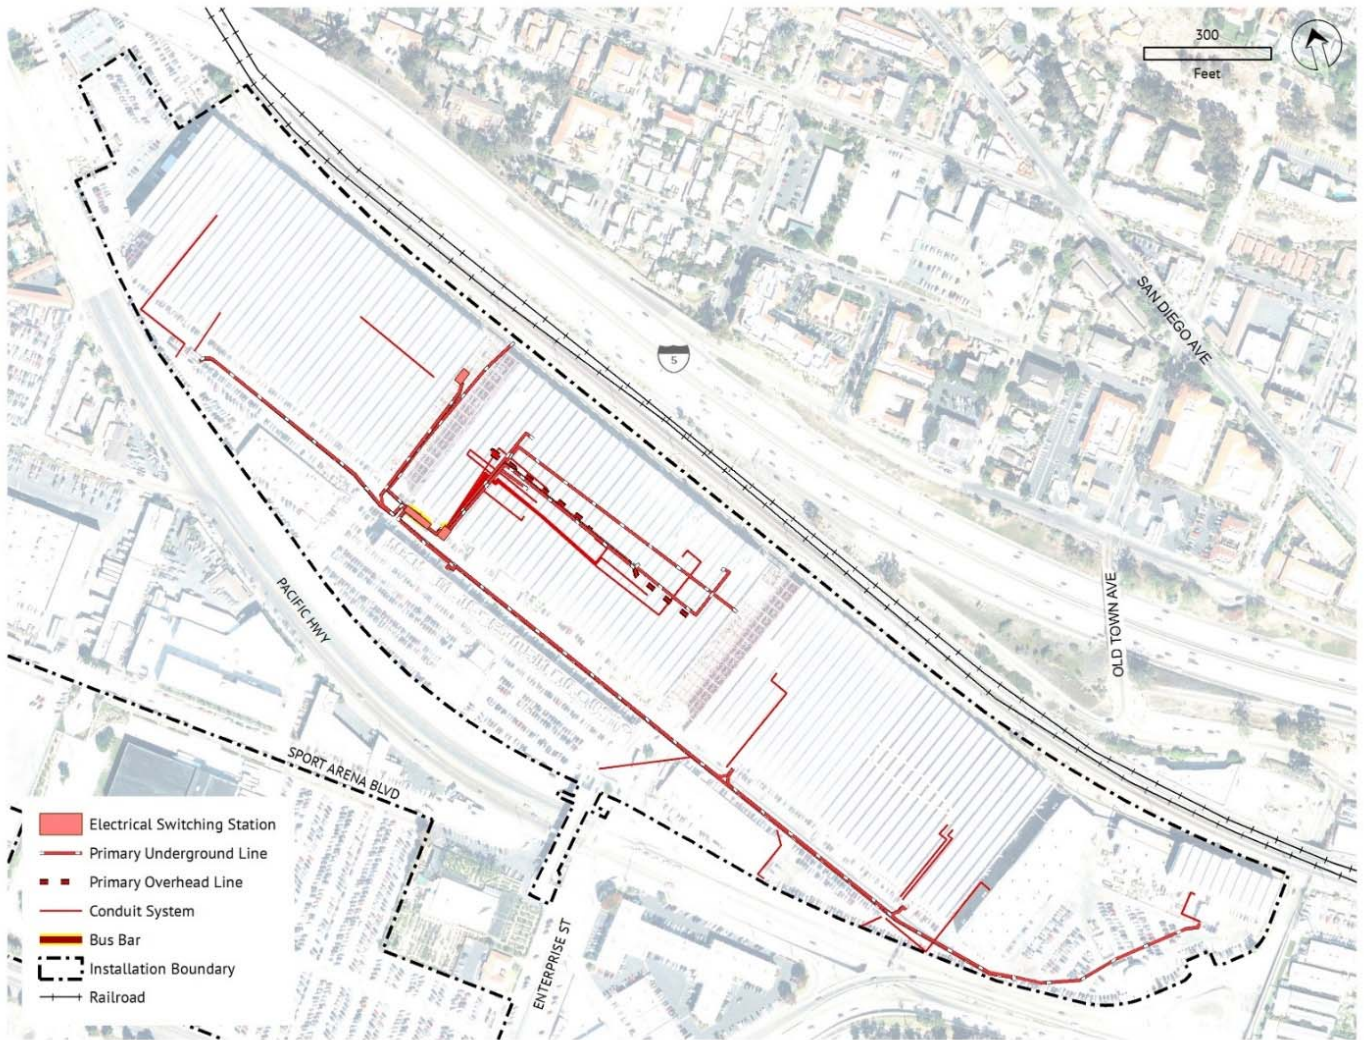 300
Feet
SAN DIEGO AVE
5
OLD TOWN AVE
PACIFIC HWY
SPORT ARENA BLVD
ENTERPRISE ST
Electrical Switching Station
Primary Underground Line
Primary Overhead Line
Conduit System
Bus Bar
Installation Boundary
Railroad